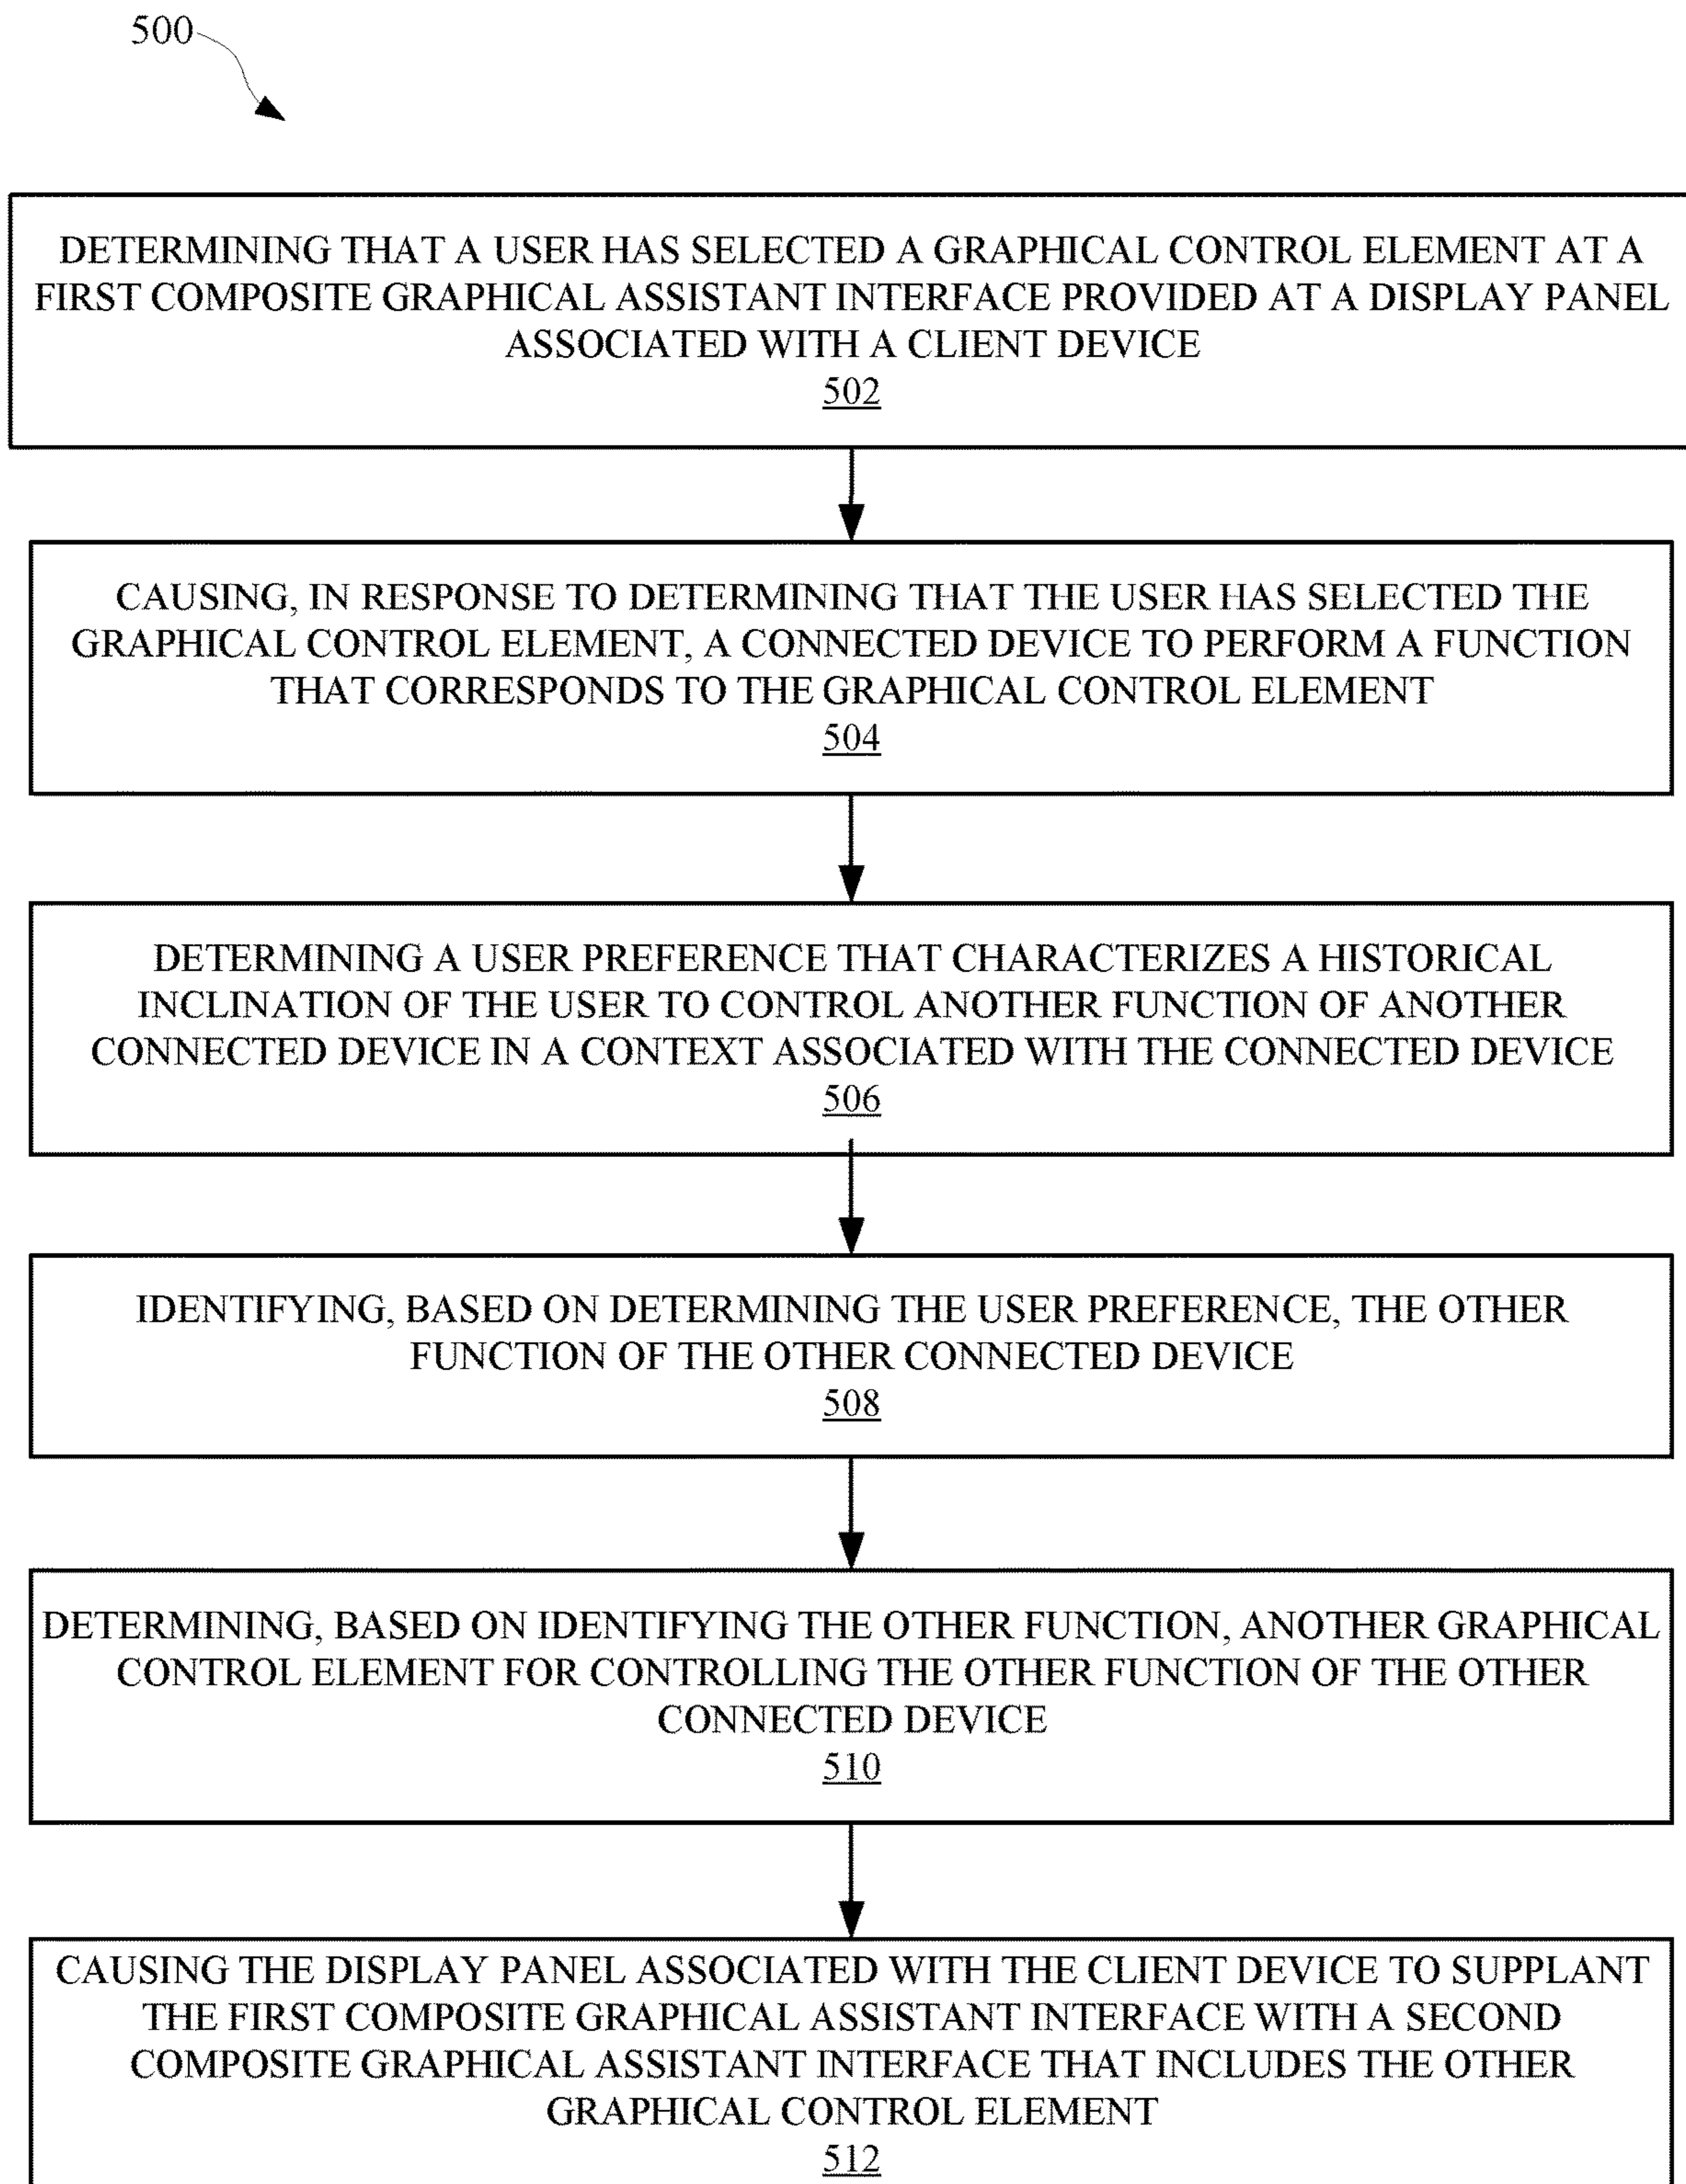 500
DETERMINING THAT A USER HAS SELECTED A GRAPHICAL CONTROL ELEMENT AT A
FIRST COMPOSITE GRAPHICAL ASSISTANT INTERFACE PROVIDED AT A DISPLAY PANEL
ASSOCIATED WITH A CLIENT DEVICE
502
CAUSING, IN RESPONSE TO DETERMINING THAT THE USER HAS SELECTED THE
GRAPHICAL CONTROL ELEMENT, A CONNECTED DEVICE TO PERFORM A FUNCTION
THAT CORRESPONDS TO THE GRAPHICAL CONTROL ELEMENT
504
DETERMINING A USER PREFERENCE THAT CHARACTERIZES A HISTORICAL
INCLINATION OF THE USER TO CONTROL ANOTHER FUNCTION OF ANOTHER
CONNECTED DEVICE IN A CONTEXT ASSOCIATED WITH THE CONNECTED DEVICE
506
IDENTIFYING, BASED ON DETERMINING THE USER PREFERENCE, THE OTHER
FUNCTION OF THE OTHER CONNECTED DEVICE
508
DETERMINING, BASED ON IDENTIFYING THE OTHER FUNCTION, ANOTHER GRAPHICAL
CONTROL ELEMENT FOR CONTROLLING THE OTHER FUNCTION OF THE OTHER
CONNECTED DEVICE
510
CAUSING THE DISPLAY PANEL ASSOCIATED WITH THE CLIENT DEVICE TO SUPPLANT
THE FIRST COMPOSITE GRAPHICAL ASSISTANT INTERFACE WITH A SECOND
COMPOSITE GRAPHICAL ASSISTANT INTERFACE THAT INCLUDES THE OTHER
GRAPHICAL CONTROL ELEMENT
512